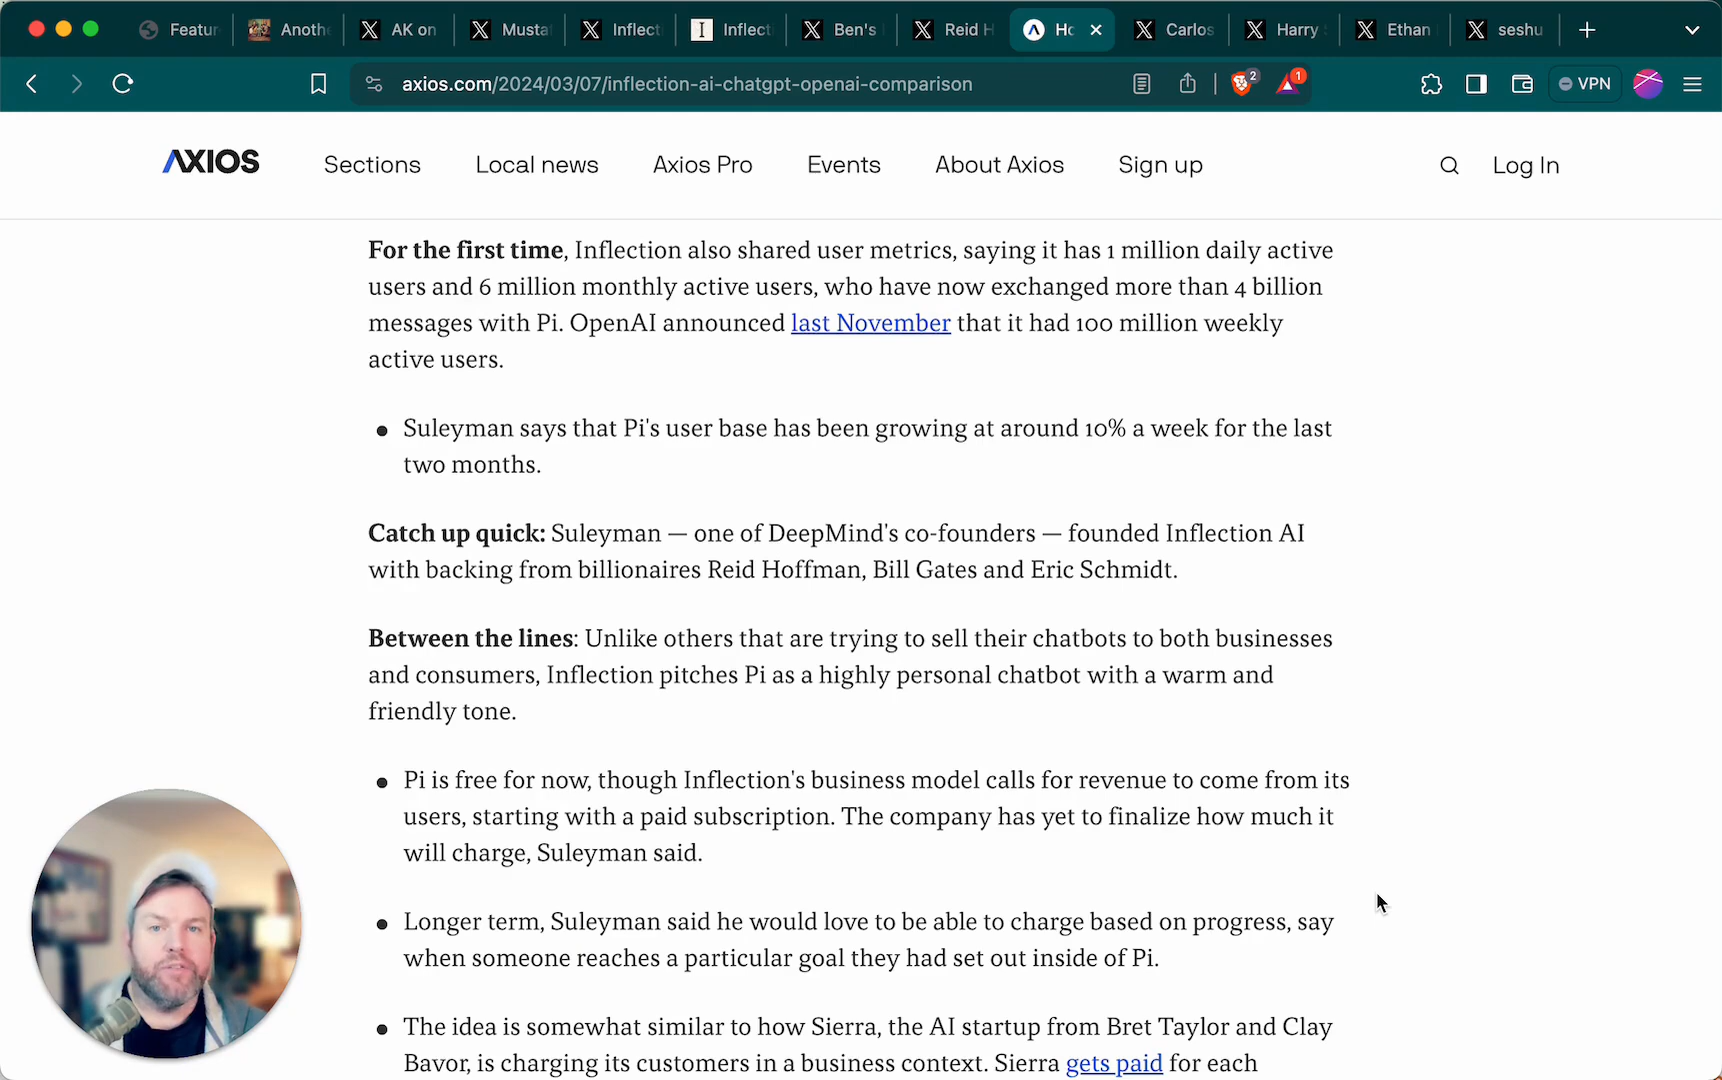 Featur
Anothe
AK on
Mustaf
Inflecti
Inflecti
Ben's
Reid H
Ho
Carlos
Harry
Ethan
seshu
axios.com/2024/03/07/inflection-ai-chatgpt-openai-comparison
2
1
VPN
AXIOS
Sections
Local news
Axios Pro
Events
About Axios
Sign up
Log In
For the first time, Inflection also shared user metrics, saying it has 1 million daily active
users and 6 million monthly active users, who have now exchanged more than 4 billion
messages with Pi. OpenAI announced last November that it had 100 million weekly
active users.
Suleyman says that Pi's user base has been growing at around 10% a week for the last
two months.
Catch up quick: Suleyman — one of DeepMind's co-founders — founded Inflection AI
with backing from billionaires Reid Hoffman, Bill Gates and Eric Schmidt.
Between the lines: Unlike others that are trying to sell their chatbots to both businesses
and consumers, Inflection pitches Pi as a highly personal chatbot with a warm and
friendly tone.
Pi is free for now, though Inflection's business model calls for revenue to come from its
users, starting with a paid subscription. The company has yet to finalize how much it
will charge, Suleyman said.
Longer term, Suleyman said he would love to be able to charge based on progress, say
when someone reaches a particular goal they had set out inside of Pi.
The idea is somewhat similar to how Sierra, the AI startup from Bret Taylor and Clay
Bavor, is charging its customers in a business context. Sierra gets paid for each